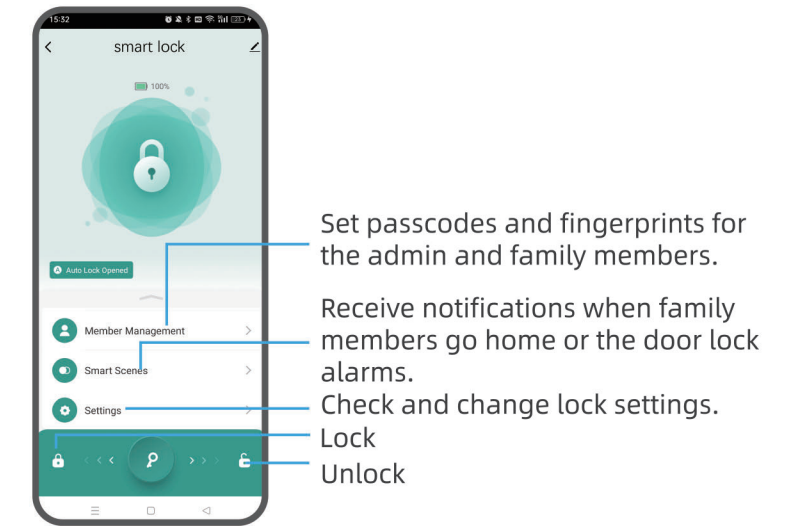 15:32
smart lock
100%
Auto Lock Opened
Member Management
Smart Scenes
Settings
Set passcodes and fingerprints for
the admin and family members.
Receive notifications when family
members go home or the door lock
alarms.
Check and change lock settings.
Lock
Unlock